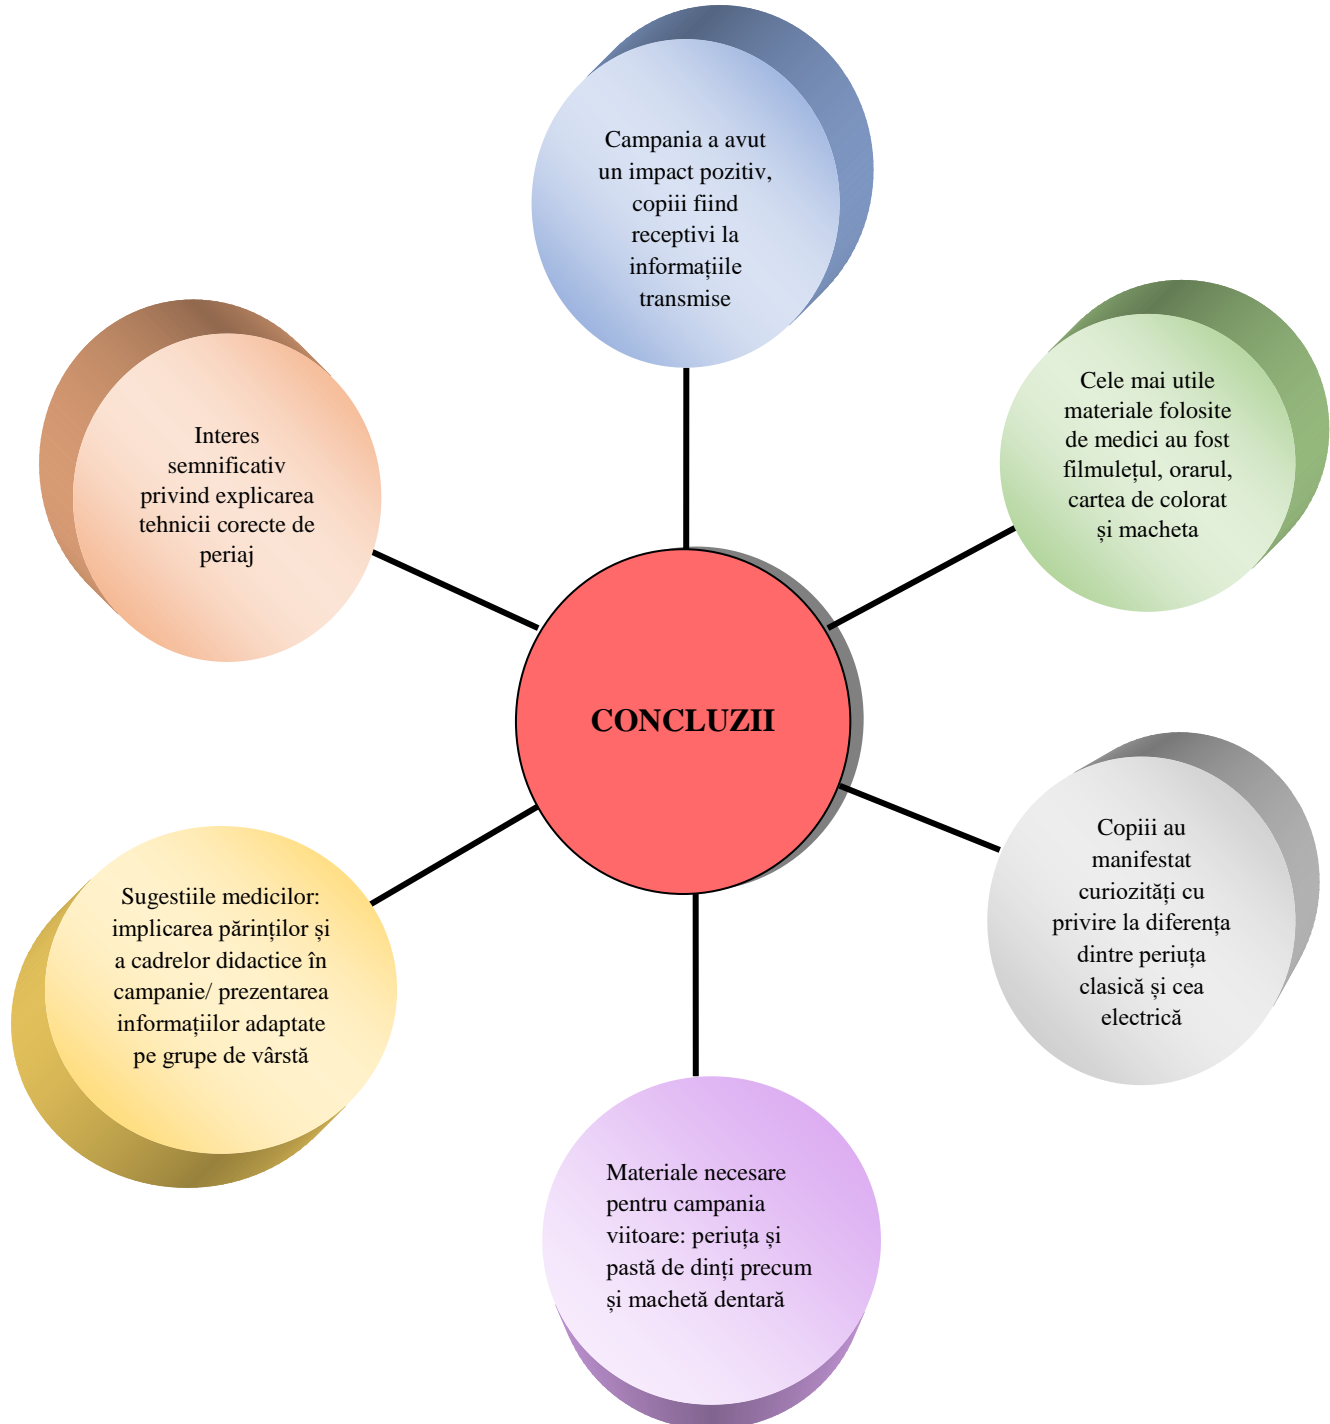 Campania a avut
un impact pozitiv,
copiii fiind
receptivi la
informațiile
transmise
Cele mai utile
materiale folosite
de medici au fost
filmulețul, orarul,
cartea de colorat
și macheta
Interes
semnificativ
privind explicarea
tehnicii corecte de
periaj
CONCLUZII
Copiii au
manifestat
curiozități cu
privire la diferența
dintre periuța
clasică și cea
electrică
Sugestiile medicilor:
implicarea părinților și
a cadrelor didactice în
campanie/ prezentarea
informațiilor adaptate
pe grupe de vârstă
Materiale necesare
pentru campania
viitoare: periuța și
pastă de dinți precum
și machetă dentară